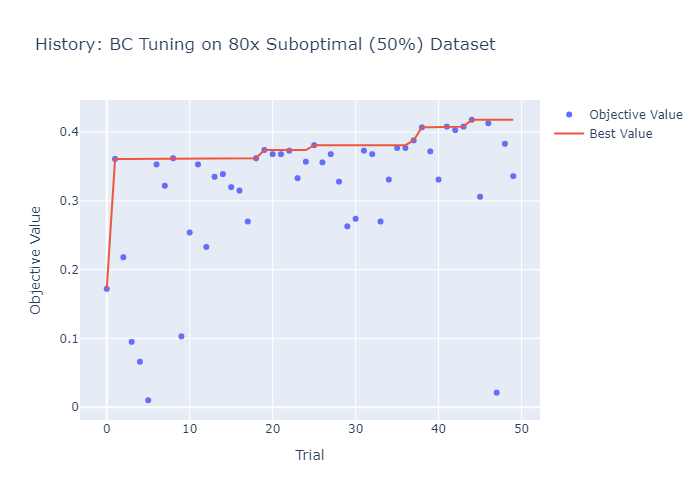 History: BC Tuning on 80x Suboptimal (50%) Dataset
Objective Value
Best Value
0.4
0.3
0.2
0.1
0
Objective Value
0
10
20
30
40
50
Trial